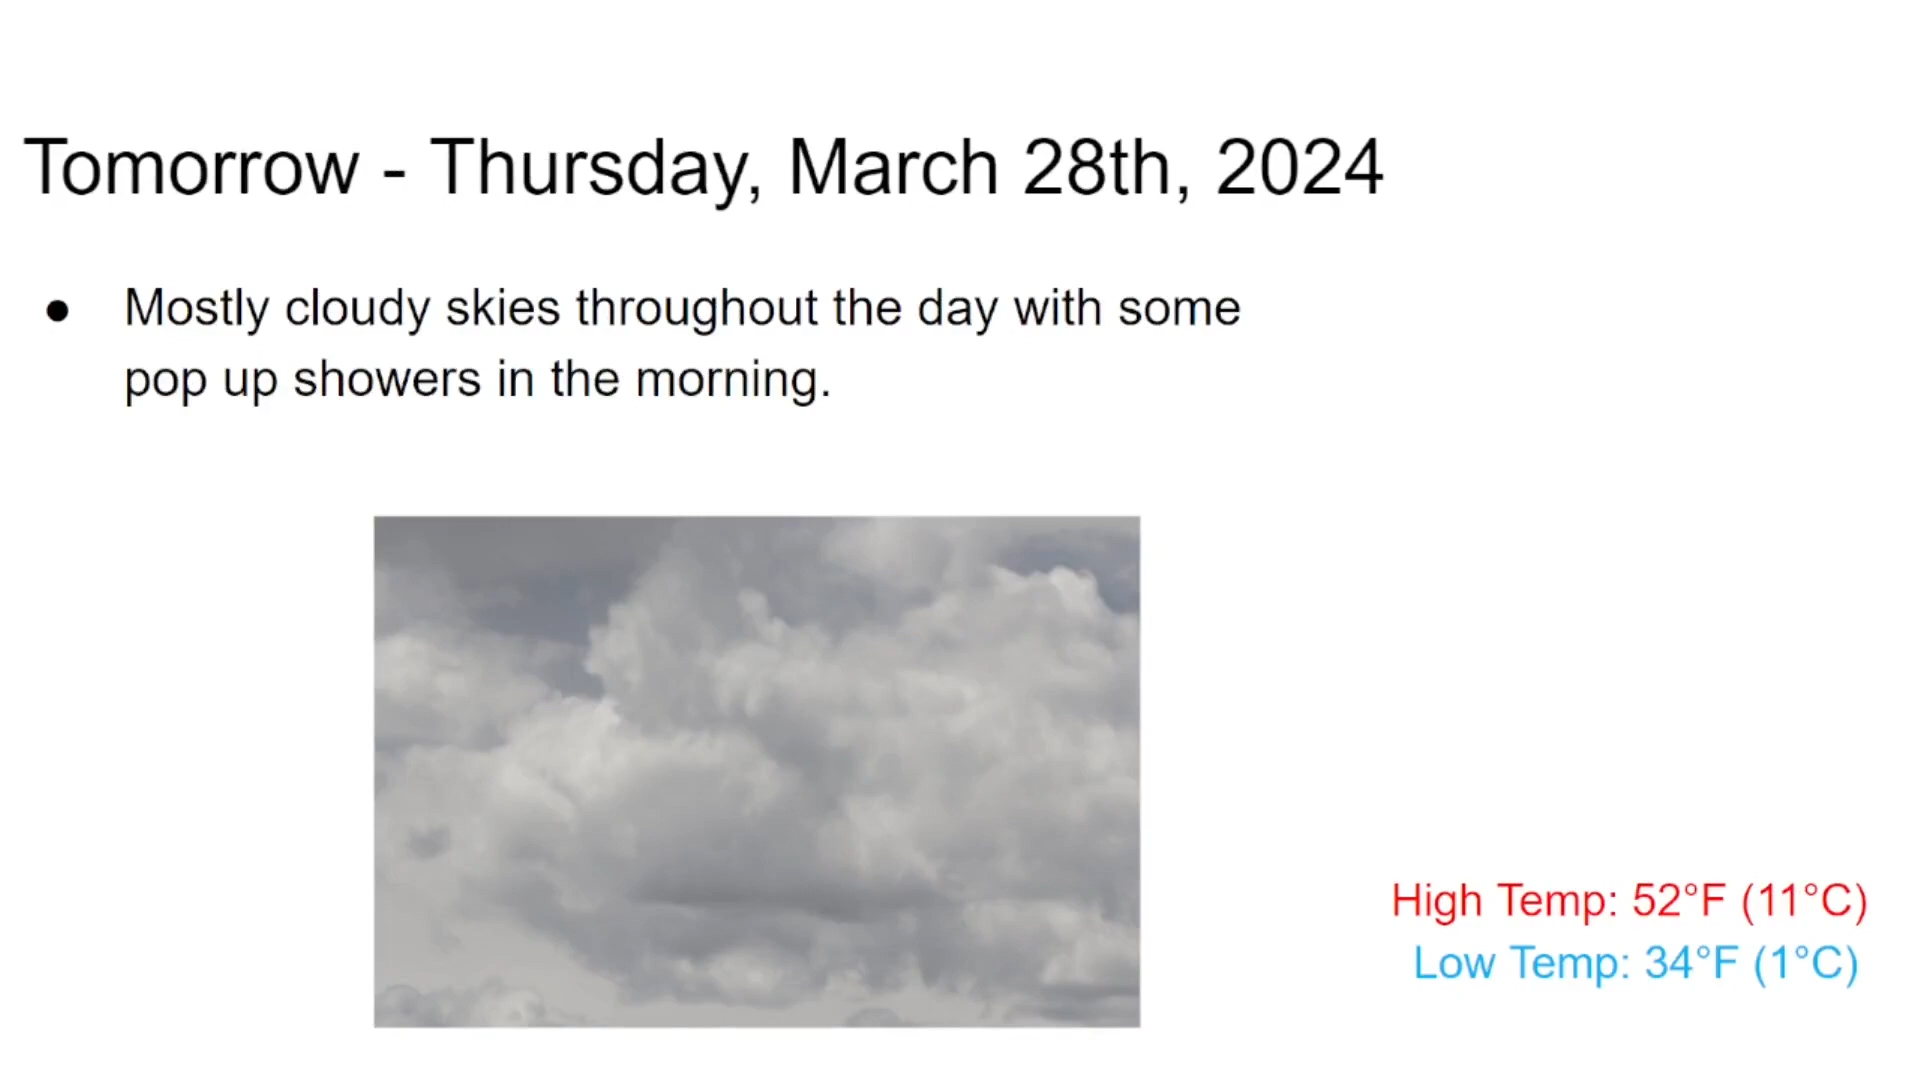 Tomorrow - Thursday, March 28th, 2024
● Mostly cloudy skies throughout the day with some
pop up showers in the morning.
High Temp: 52°F (11°C)
Low Temp: 34°F (1°C)